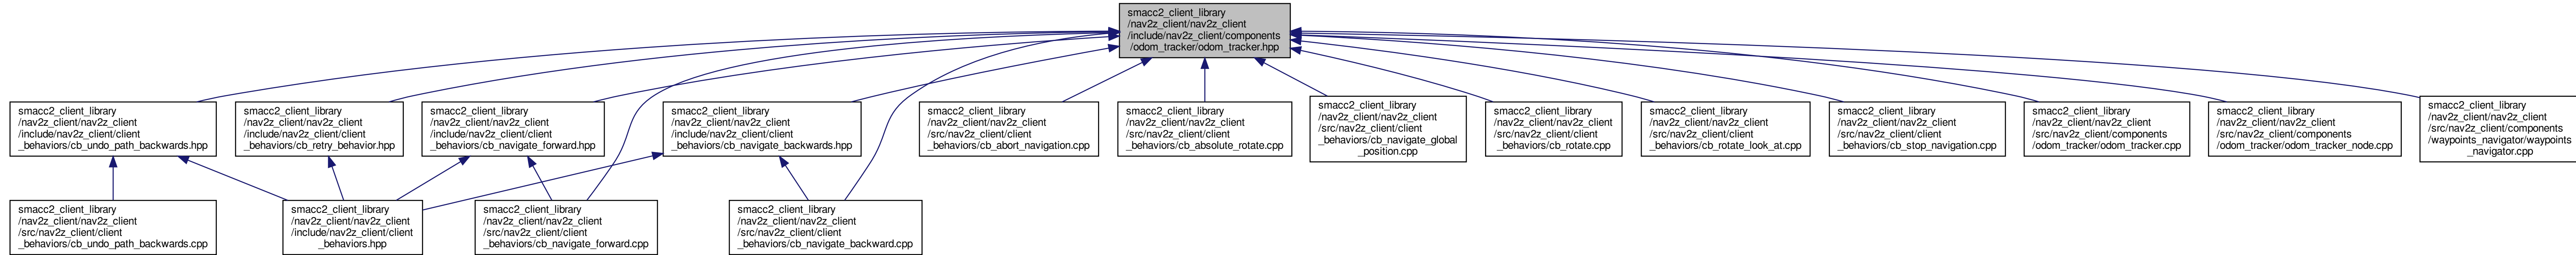 smacc2_client_library
/nav2z_client/nav2z_client
/include/nav2z_client/components
/odom_tracker/odom_tracker.hpp
smacc2_client_library
/nav2z_client/nav2z_client
/include/nav2z_client/client
_behaviors/cb_undo_path_backwards.hpp
smacc2_client_library
/nav2z_client/nav2z_client
/include/nav2z_client/client
_behaviors/cb_retry_behavior.hpp
smacc2_client_library
/nav2z_client/nav2z_client
/include/nav2z_client/client
_behaviors/cb_navigate_forward.hpp
smacc2_client_library
/nav2z_client/nav2z_client
/include/nav2z_client/client
_behaviors/cb_navigate_backwards.hpp
smacc2_client_library
/nav2z_client/nav2z_client
/src/nav2z_client/client
_behaviors/cb_abort_navigation.cpp
smacc2_client_library
/nav2z_client/nav2z_client
/src/nav2z_client/client
_behaviors/cb_absolute_rotate.cpp
smacc2_client_library
/nav2z_client/nav2z_client
/src/nav2z_client/client
_behaviors/cb_navigate_global
_position.cpp
smacc2_client_library
/nav2z_client/nav2z_client
/src/nav2z_client/client
_behaviors/cb_rotate.cpp
smacc2_client_library
/nav2z_client/nav2z_client
/src/nav2z_client/client
_behaviors/cb_rotate_look_at.cpp
smacc2_client_library
/nav2z_client/nav2z_client
/src/nav2z_client/client
_behaviors/cb_stop_navigation.cpp
smacc2_client_library
/nav2z_client/nav2z_client
/src/nav2z_client/components
/odom_tracker/odom_tracker.cpp
smacc2_client_library
/nav2z_client/nav2z_client
/src/nav2z_client/components
/odom_tracker/odom_tracker_node.cpp
smacc2_client_library
/nav2z_client/nav2z_client
/src/nav2z_client/components
/waypoints_navigator/waypoints
_navigator.cpp
smacc2_client_library
/nav2z_client/nav2z_client
/src/nav2z_client/client
_behaviors/cb_undo_path_backwards.cpp
smacc2_client_library
/nav2z_client/nav2z_client
/include/nav2z_client/client
_behaviors.hpp
smacc2_client_library
/nav2z_client/nav2z_client
/src/nav2z_client/client
_behaviors/cb_navigate_forward.cpp
smacc2_client_library
/nav2z_client/nav2z_client
/src/nav2z_client/client
_behaviors/cb_navigate_backward.cpp